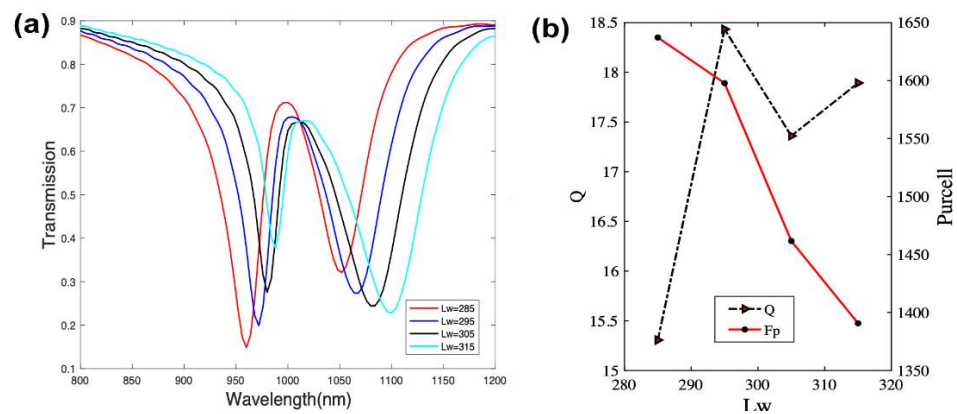 (a)
0.9
0.8
0.7
0.6
0.5
0.4
0.3
0.2
0.1
Transmission
800 850 900 950 1000 1050 1100 1150 1200
Wavelength(nm)
Lw=285
Lw=295
Lw=305
Lw=315
(b)
18.5
18
17.5
17
16.5
16
15.5
15
Q
1650
1600
1550
1500
1450
1400
1350
Purcell
280 290 300 310 320
Lw
Q
Fp